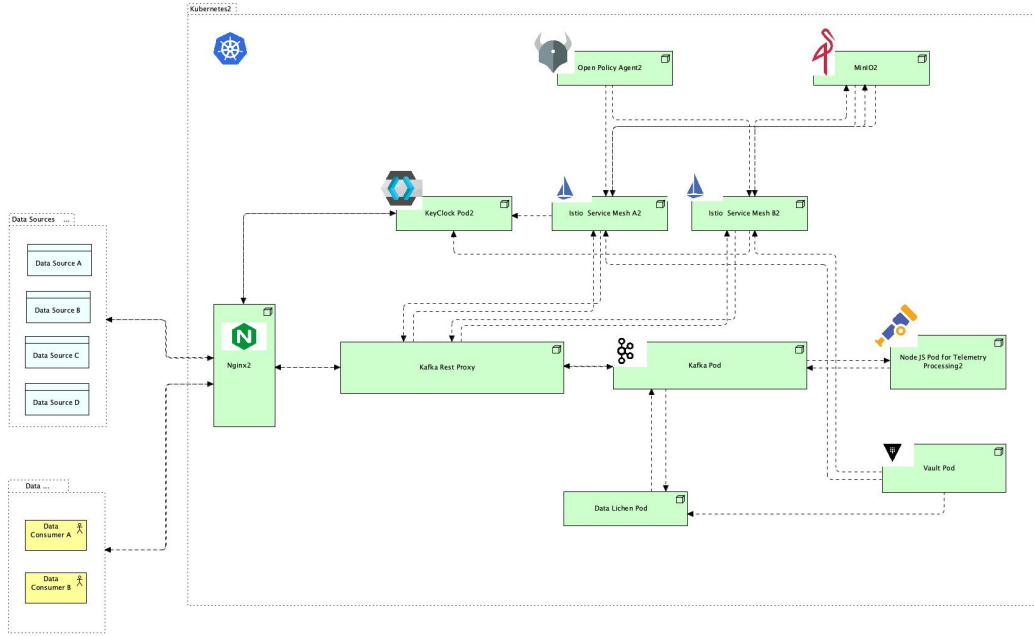 Kubernetes2
Open Policy Agent2
MinIO2
KeyClock Pod2
Istio Service Mesh A2
Istio Service Mesh B2
Data Sources ...
Data Source A
Data Source B
Data Source C
Data Source D
N
Nginx2
Kafka Rest Proxy
Kafka Pod
Node JS Pod for Telemetry
Processing2
Vault Pod
Data Lichen Pod
Data ...
Data
Consumer A
Data
Consumer B